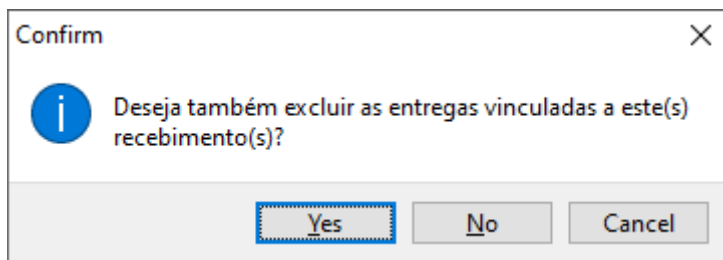 Confirm
Deseja também excluir as entregas vinculadas a este(s)
recebimento(s)?
Yes
No
Cancel